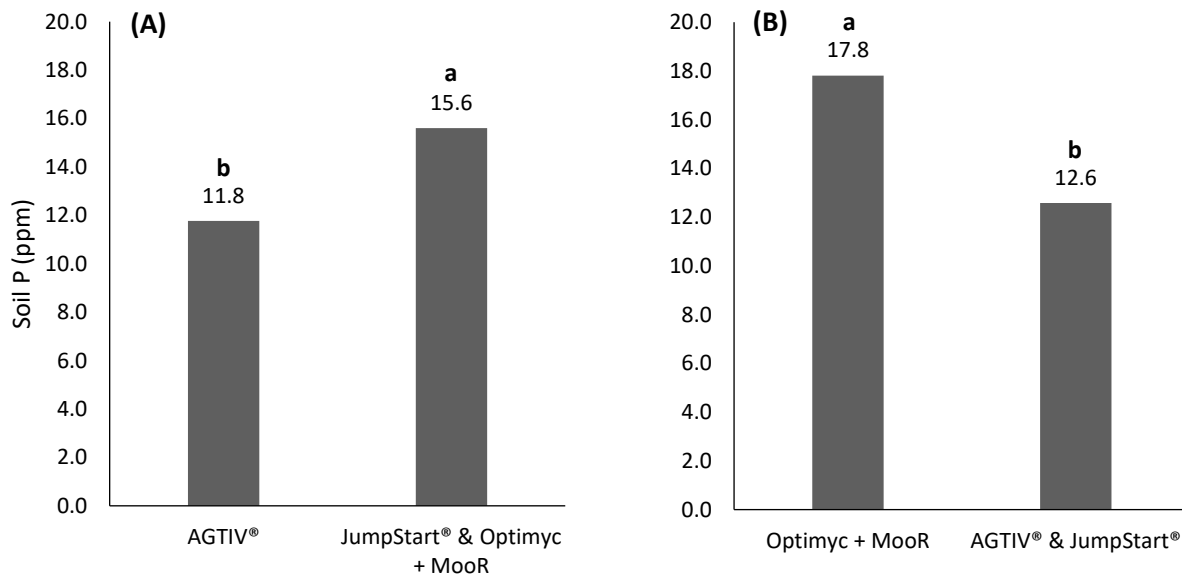 (A)
Soil P (ppm)
20.0
18.0
16.0
14.0
12.0
10.0
8.0
6.0
4.0
2.0
0.0
b
11.8
a
15.6
AGTIV®
JumpStart® & Optimyc
+ MooR
(B)
20.0
18.0
16.0
14.0
12.0
10.0
8.0
6.0
4.0
2.0
0.0
a
17.8
b
12.6
Optimyc + MooR
AGTIV® & JumpStart®